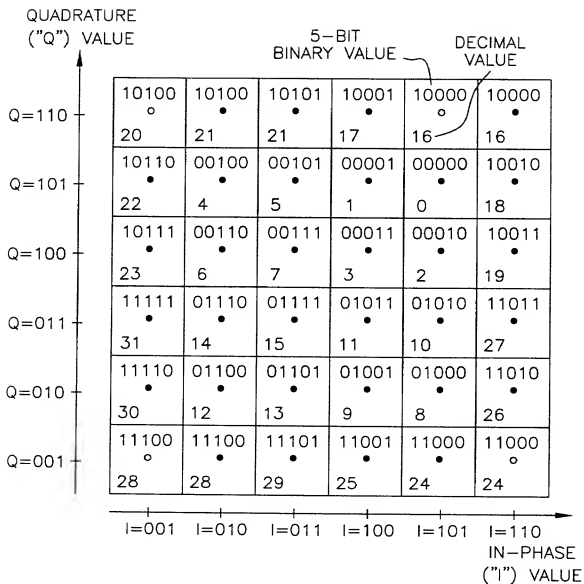 QUADRATURE
("Q") VALUE
5-BIT
BINARY VALUE
DECIMAL
VALUE
Q=110
10100 10100 10101 10001 10000 10000
20 21 21 17 16 16
Q=101
10110 00100 00101 00001 00000 10010
22 4 5 1 0 18
Q=100
10111 00110 00111 00011 00010 10011
23 6 7 3 2 19
Q=011
11111 01110 01111 01011 01010 11011
31 14 15 11 10 27
Q=010
11110 01100 01101 01001 01000 11010
30 12 13 9 8 26
Q=001
11100 11100 11101 11001 11000 11000
28 28 29 25 24 24
I=001 I=010 I=011 I=100 I=101 I=110
IN-PHASE
("I") VALUE